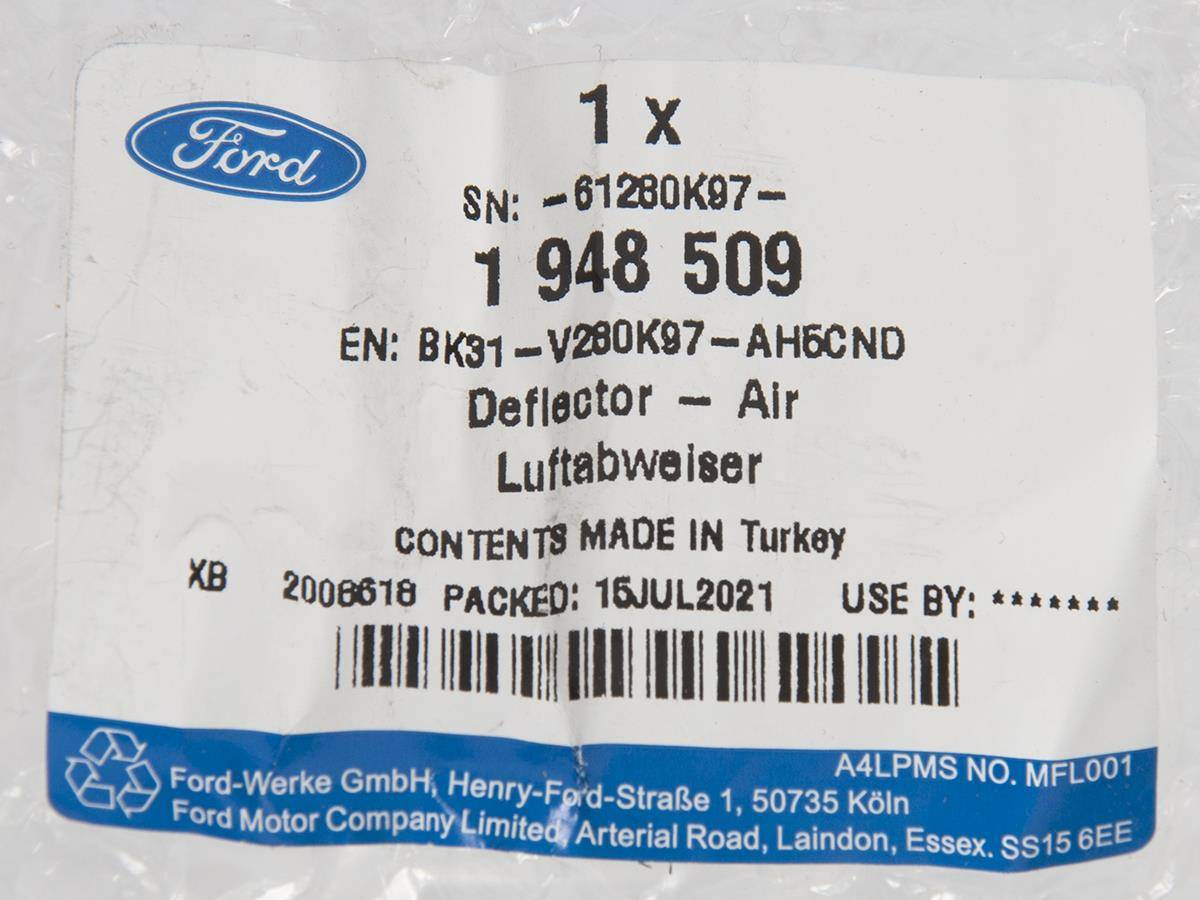 Ford
1 x
SN: -61280K97-
1 948 509
EN: BK31-V280K97-AH5CND
Deflector - Air
Luftabweiser
CONTENTS MADE IN Turkey
XB 2008618 PACKED: 15JUL2021 USE BY: *******
A4LPMS NO. MFL001
Ford-Werke GmbH, Henry-Ford-Straße 1, 50735 Köln
Ford Motor Company Limited, Arterial Road, Laindon, Essex. SS15 6EE